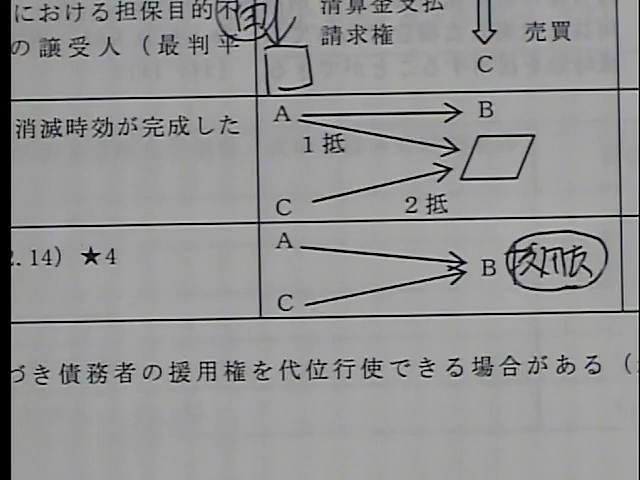 における担保目的不
の譲受人（最判平
清算金支払
請求権
売買
C
消滅時効が完成した
A
B
1抵
C
2抵
.14）★4
A
B
C
づき債務者の援用権を代位行使できる場合がある（